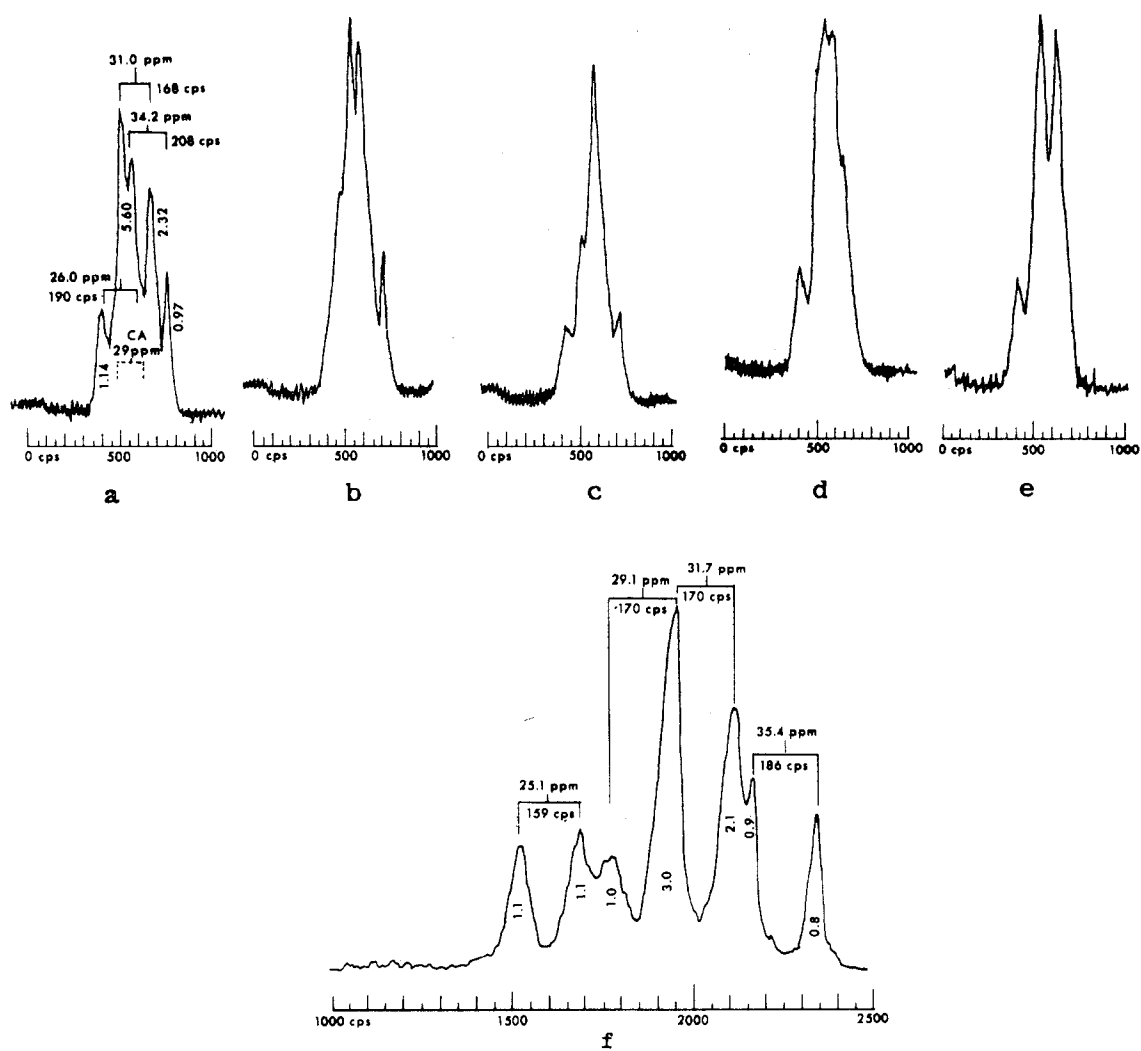 31.0 ppm
168 cps
34.2 ppm
208 cps
5.60
2.32
26.0 ppm
190 cps
CA
29ppm
1.14
0.97
0 cps 500 1000
0 cps 500 1000
0 cps 500 1000
0 cps 500 1000
0 cps 500 1000
a
b
c
d
e
29.1 ppm
170 cps
31.7 ppm
170 cps
35.4 ppm
186 cps
25.1 ppm
159 cps
1.1
1.1
1.0
3.0
2.1
0.9
0.8
1000 cps 1500 2000 2500
f